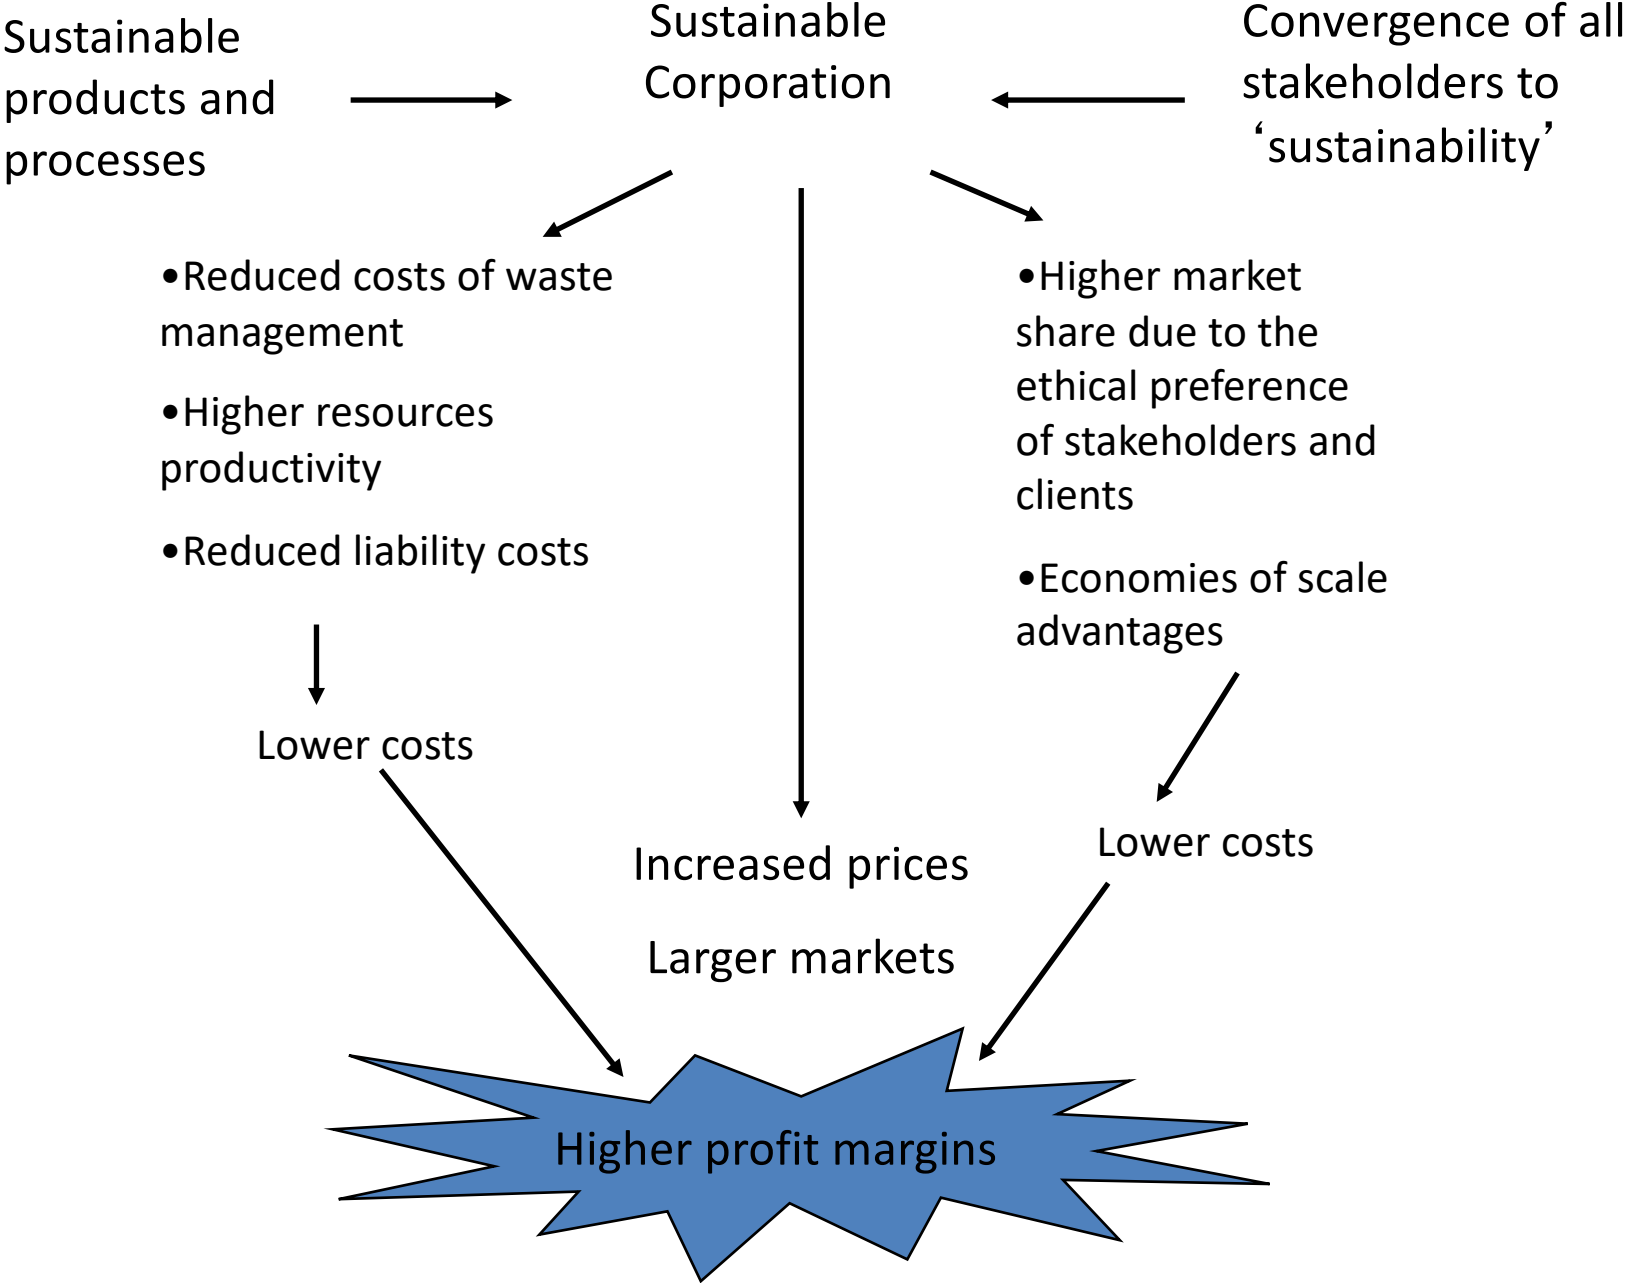 Sustainable
products and
processes
Sustainable
Corporation
Convergence of all
stakeholders to
‘sustainability’
•Reduced costs of waste
management
•Higher resources
productivity
•Reduced liability costs
Lower costs
Increased prices
Larger markets
•Higher market
share due to the
ethical preference
of stakeholders and
clients
•Economies of scale
advantages
Lower costs
Higher profit margins